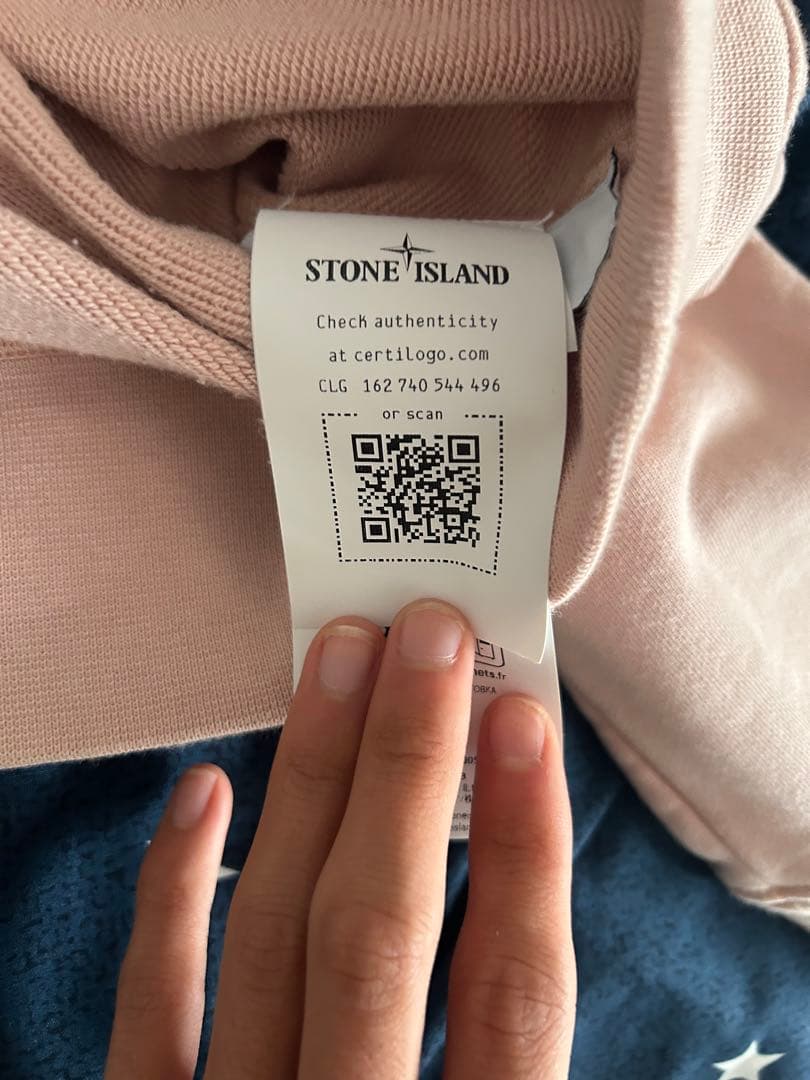 STONE ISLAND
Check authenticity
at certilogo.com
CLG 162 740 544 496
or scan